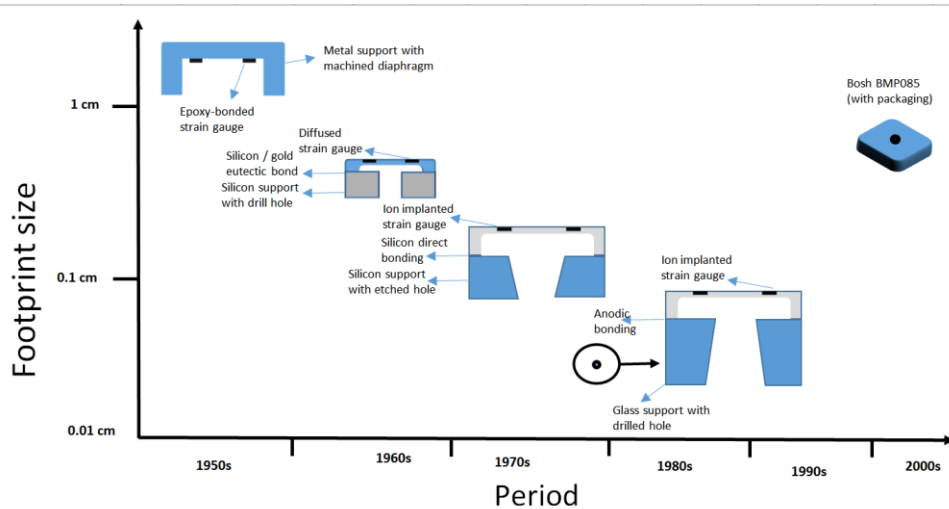 Metal support with
machined diaphragm
Epoxy-bonded
strain gauge
1 cm
Bosh BMP085
(with packaging)
Diffused
strain gauge
Silicon / gold
eutectic bond
Silicon support
with drill hole
Ion implanted
strain gauge
Silicon direct
bonding
Silicon support
with etched hole
0.1 cm
Ion implanted
strain gauge
Anodic
bonding
Glass support with
drilled hole
0.01 cm
Footprint size
1950s
1960s
1970s
1980s
1990s
2000s
Period